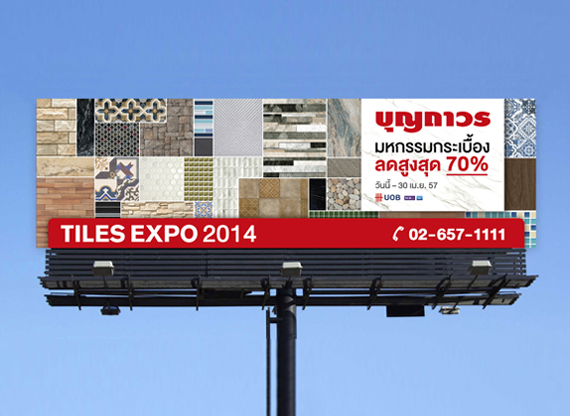 บุญถาวร
มหกรรมกระเบื้อง
ลดสูงสุด 70%
วันนี้ – 30 เม.ย. 57
UOB
TILES EXPO 2014
02-657-1111